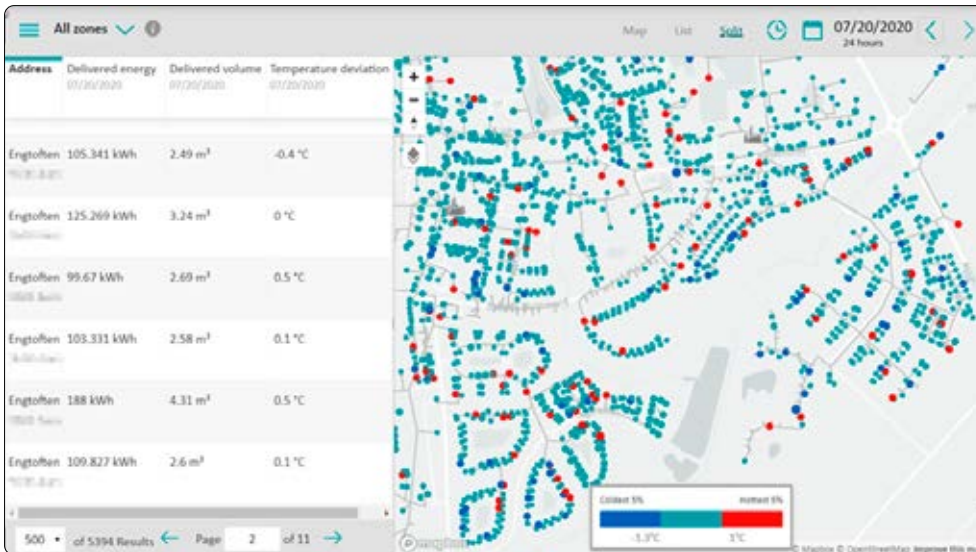 All zones
Map List Split 07/20/2020
24 hours
Address Delivered energy Delivered volume Temperature deviation
07/20/2020 07/20/2020 07/20/2020
Engtoften 105.341 kWh 2.49 m³ -0.4 °C
Engtoften 125.269 kWh 3.24 m³ 0 °C
Engtoften 99.67 kWh 2.69 m³ 0.5 °C
Engtoften 103.331 kWh 2.58 m³ 0.1 °C
Engtoften 188 kWh 4.31 m³ 0.5 °C
Engtoften 109.827 kWh 2.6 m³ 0.1 °C
500 of 5394 Results Page 2 of 11
Coldest 5% Hottest 5%
-1.3°C 1°C
mapbox
© Mapbox © OpenStreetMap Improve this